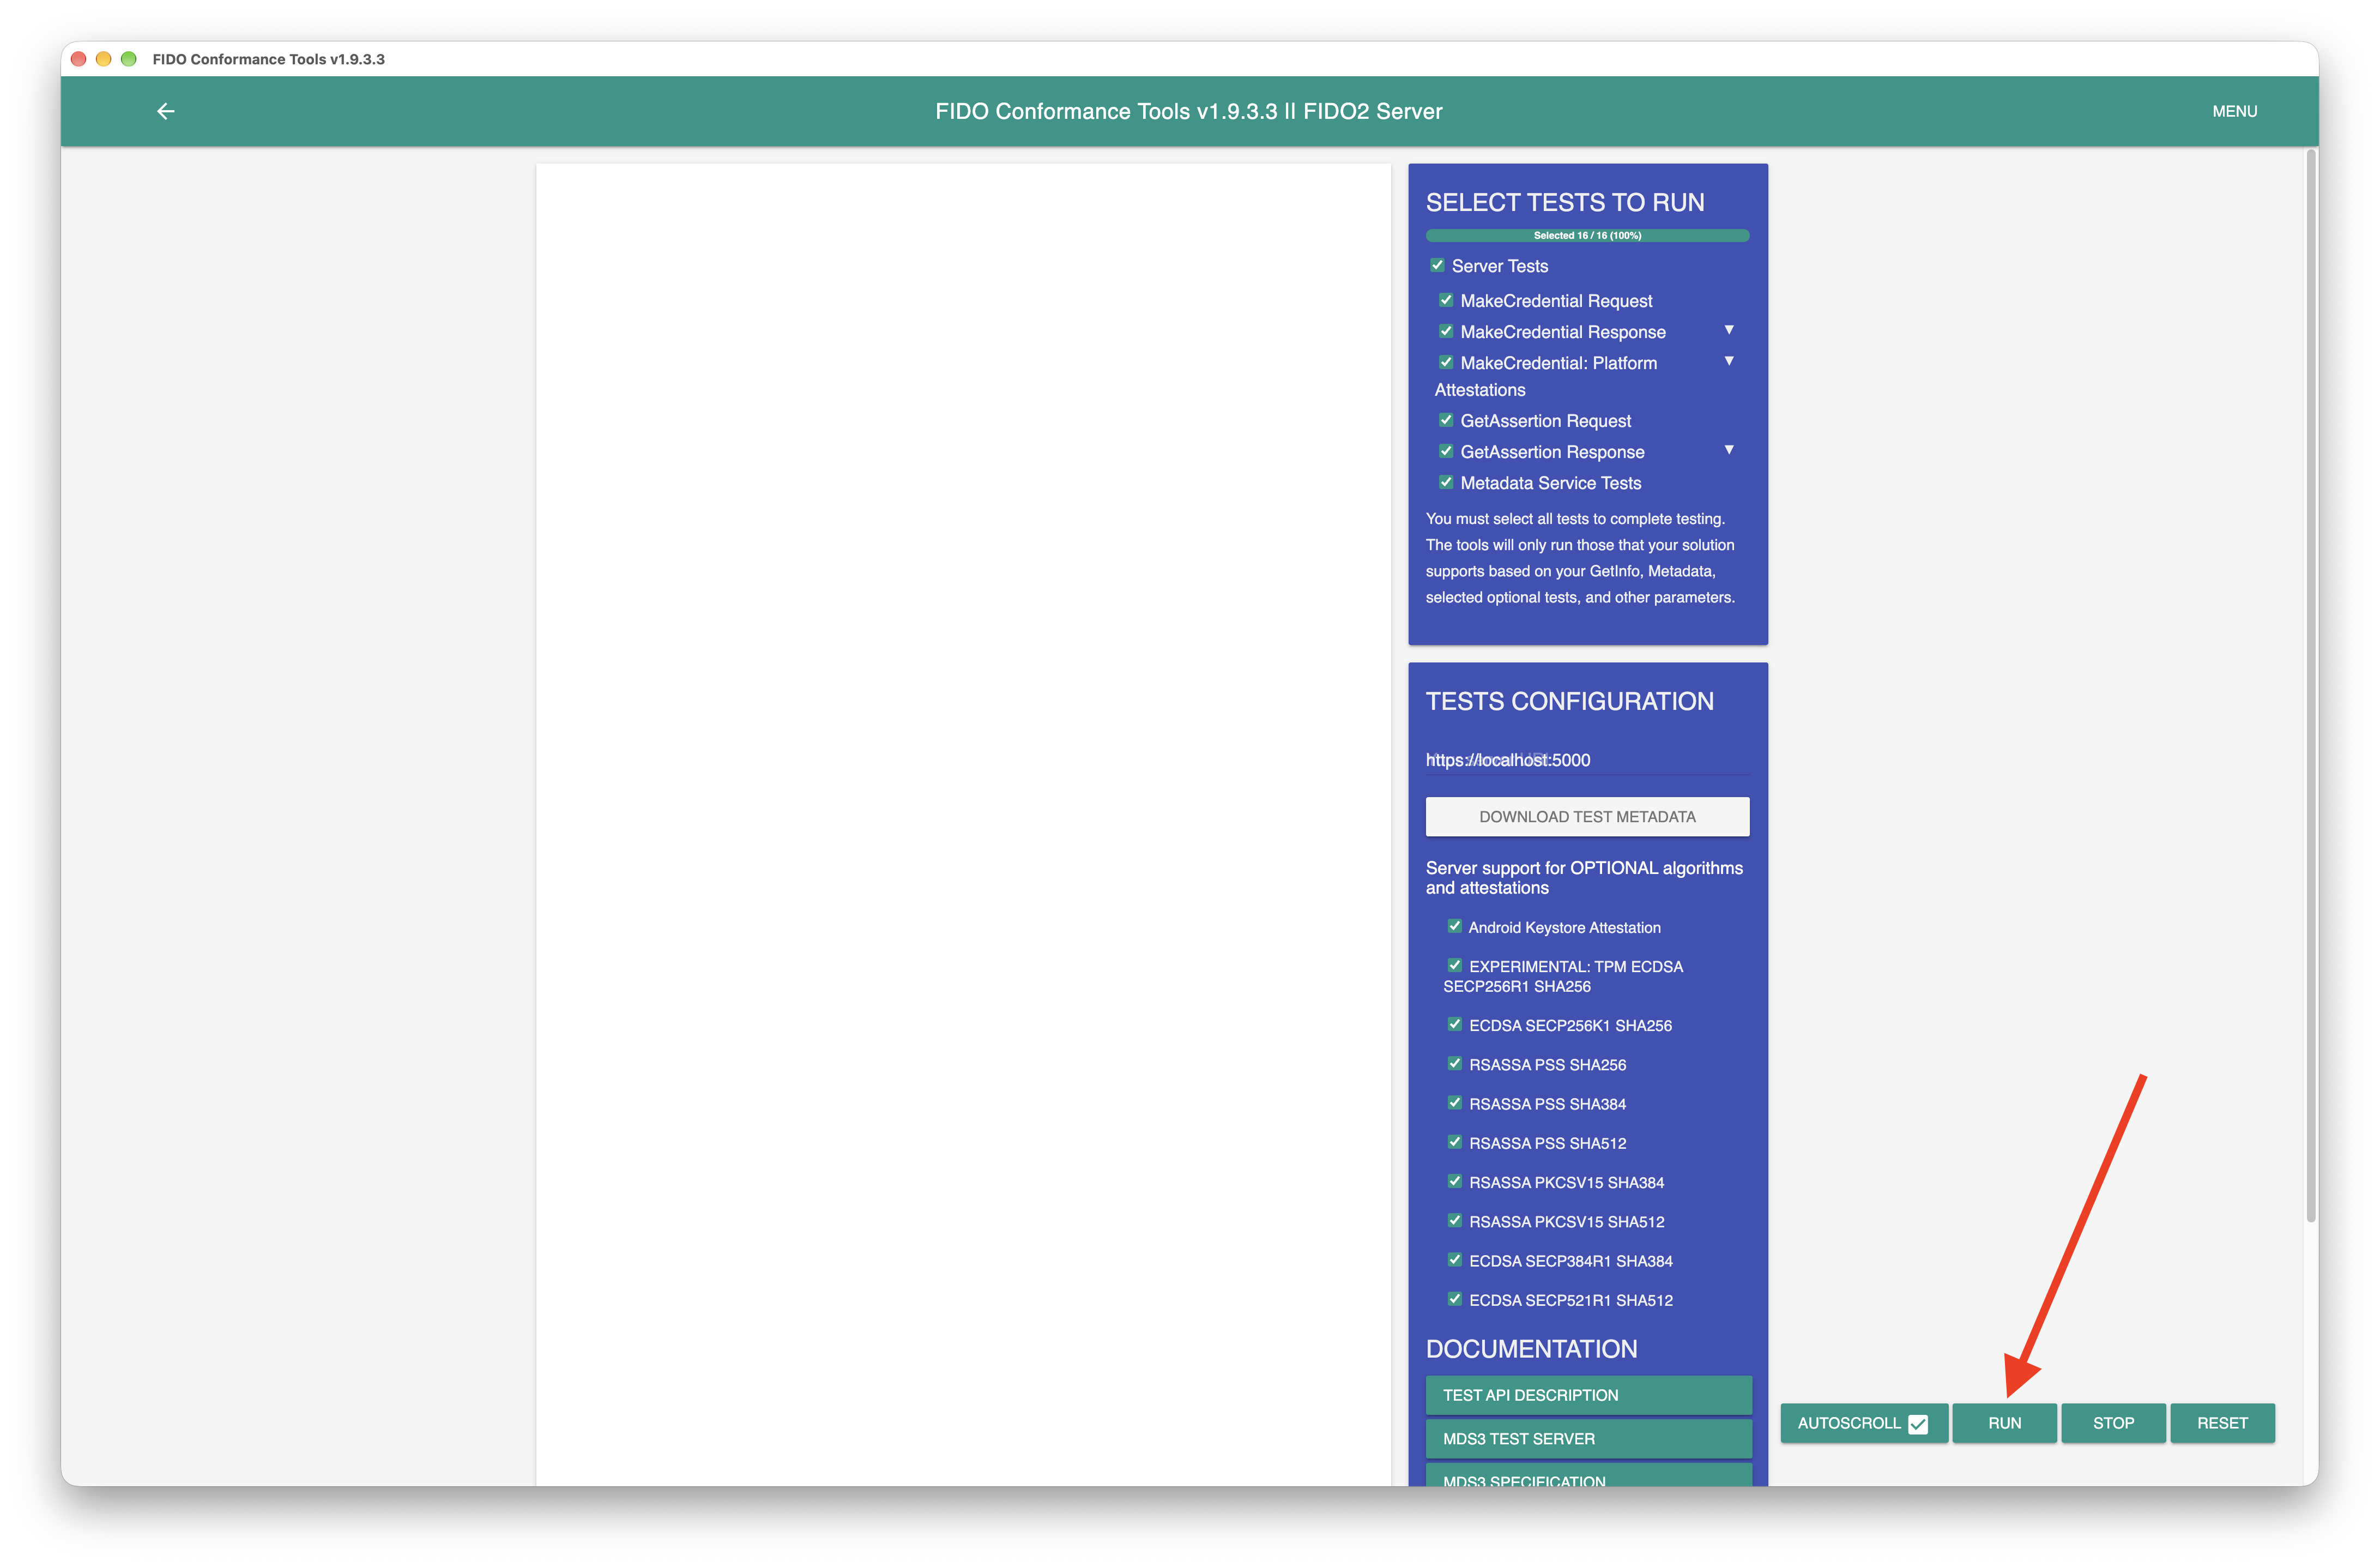 FIDO Conformance Tools v1.9.3.3
FIDO Conformance Tools v1.9.3.3 || FIDO2 Server
MENU
SELECT TESTS TO RUN
Selected 16 / 16 (100%)
Server Tests
MakeCredential Request
MakeCredential Response
MakeCredential: Platform
Attestations
GetAssertion Request
GetAssertion Response
Metadata Service Tests
You must select all tests to complete testing.
The tools will only run those that your solution
supports based on your GetInfo, Metadata,
selected optional tests, and other parameters.
TESTS CONFIGURATION
https://localhost:5000
DOWNLOAD TEST METADATA
Server support for OPTIONAL algorithms
and attestations
Android Keystore Attestation
EXPERIMENTAL: TPM ECDSA
SECP256R1 SHA256
ECDSA SECP256K1 SHA256
RSASSA PSS SHA256
RSASSA PSS SHA384
RSASSA PSS SHA512
RSASSA PKCSV15 SHA384
RSASSA PKCSV15 SHA512
ECDSA SECP384R1 SHA384
ECDSA SECP521R1 SHA512
DOCUMENTATION
TEST API DESCRIPTION
MDS3 TEST SERVER
MDS3 SPECIFICATION
AUTOSCROLL
RUN
STOP
RESET